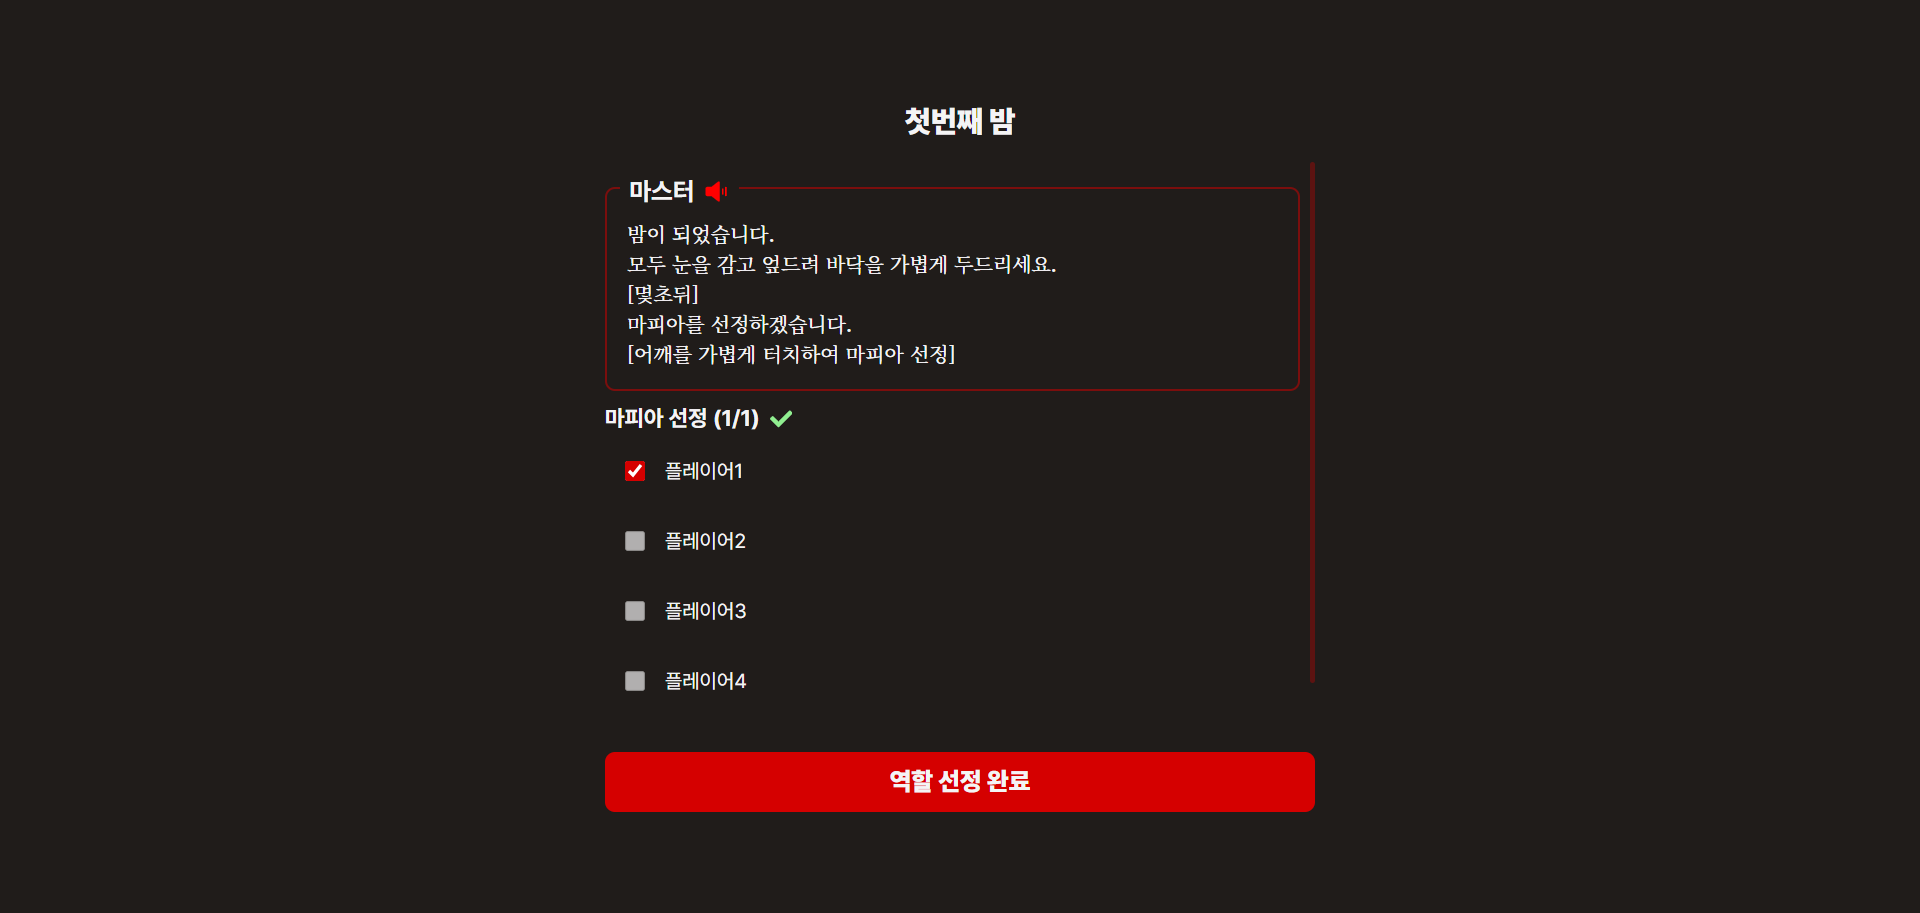 첫번째 밤
마스터
밤이 되었습니다.
모두 눈을 감고 엎드려 바닥을 가볍게 두드리세요.
[몇초뒤]
마피아를 선정하겠습니다.
[어깨를 가볍게 터치하여 마피아 선정]
마피아 선정 (1/1)
플레이어1
플레이어2
플레이어3
플레이어4
역할 선정 완료